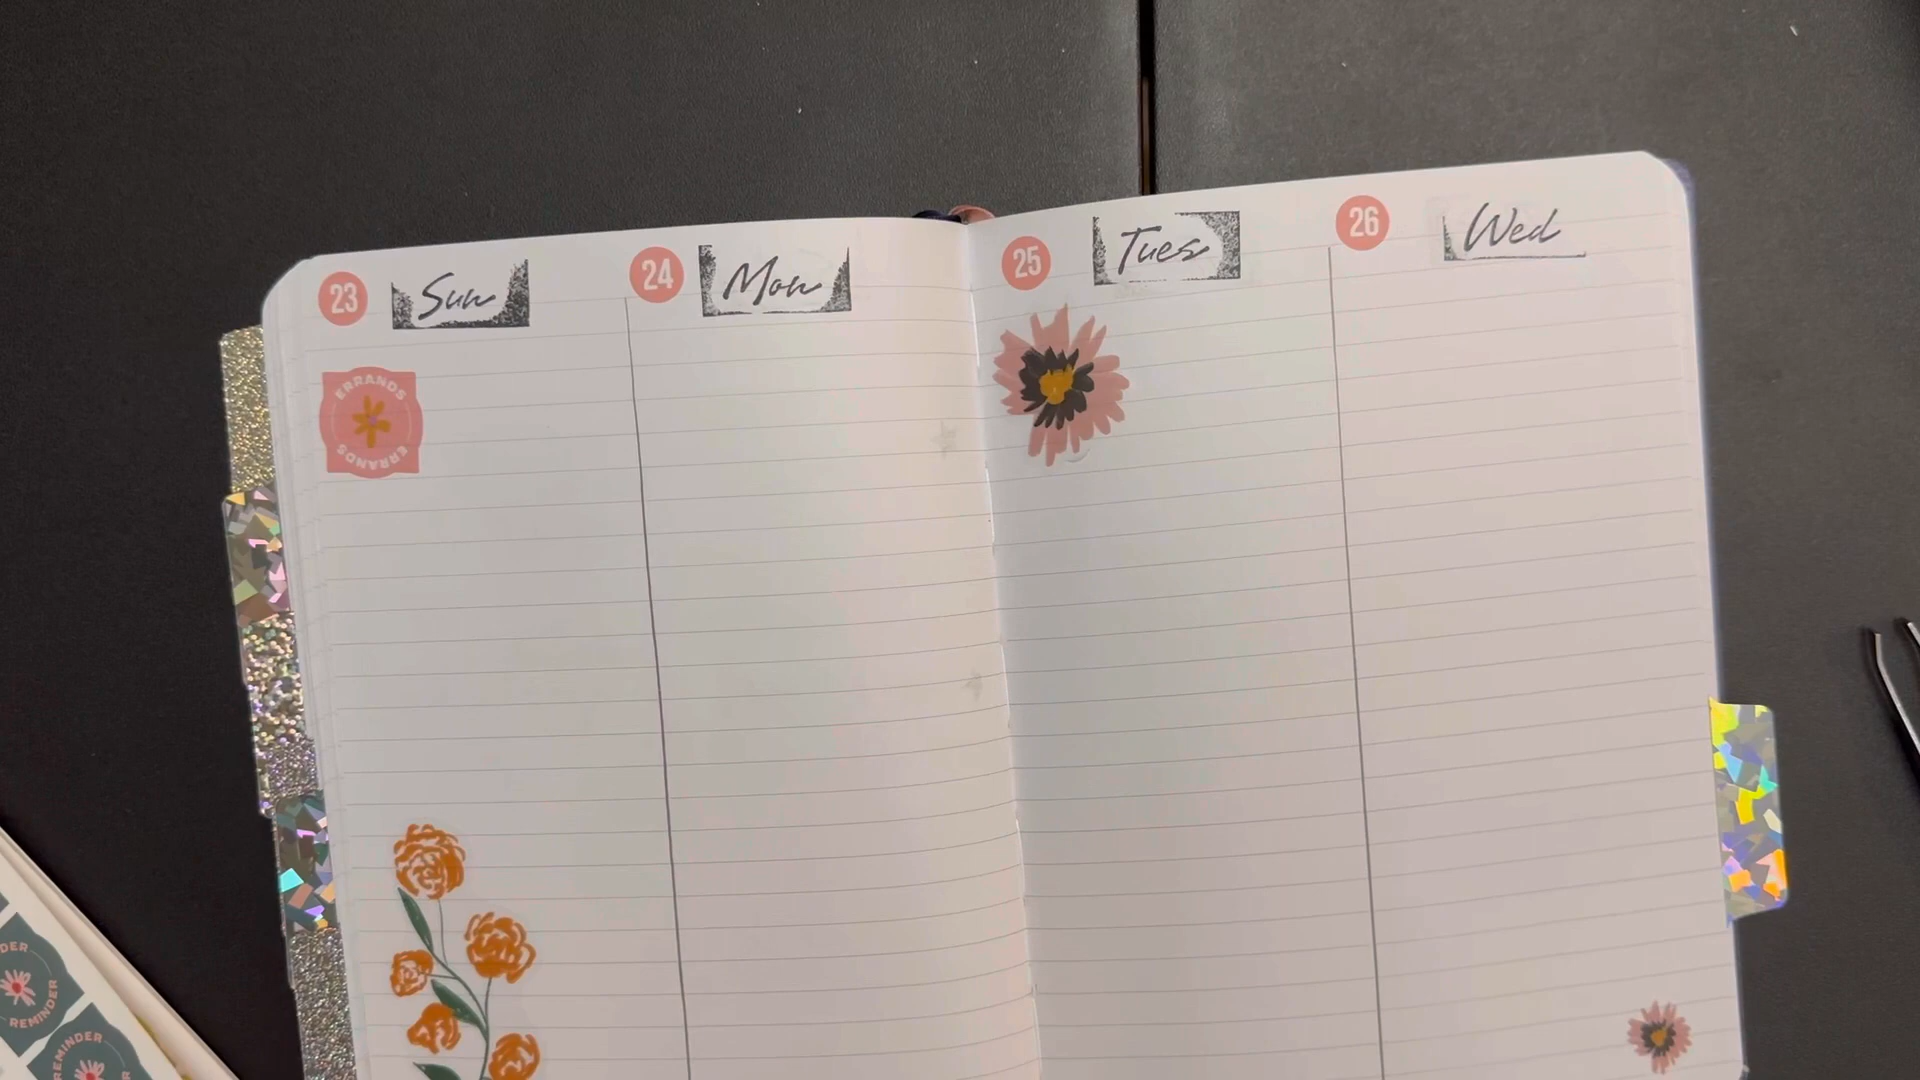 23 Sun
24 Mon
25 Tues
26 Wed
ERRANDS
ERRANDS
REMINDER
REMINDER